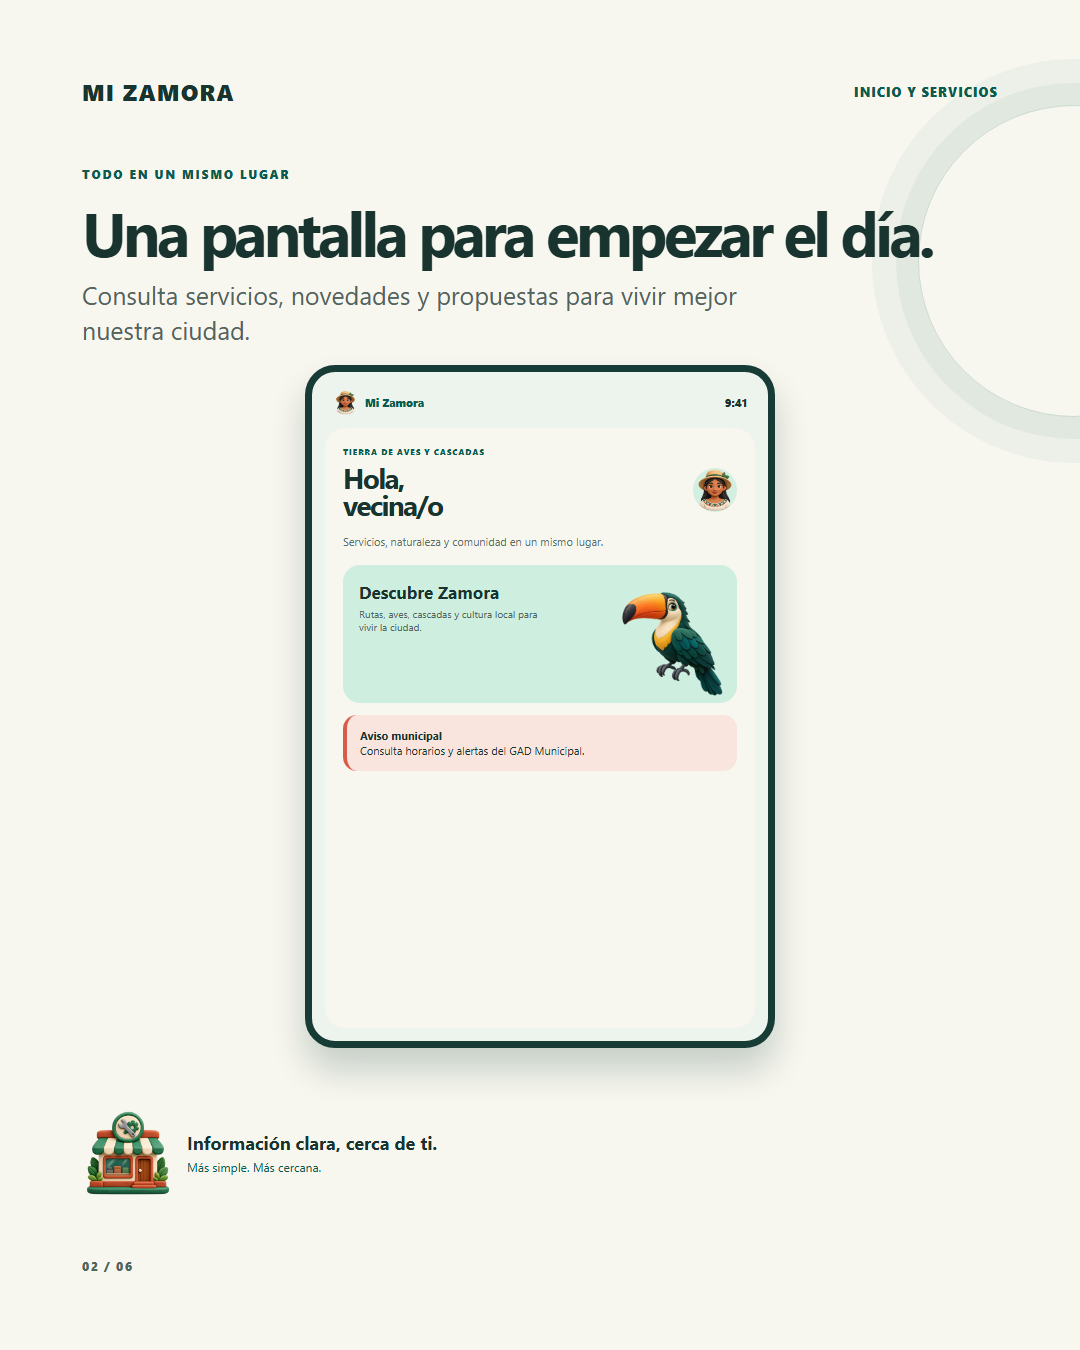 MI ZAMORA
INICIO Y SERVICIOS
TODO EN UN MISMO LUGAR
Una pantalla para empezar el día.
Consulta servicios, novedades y propuestas para vivir mejor
nuestra ciudad.
Mi Zamora
9:41
TIERRA DE AVES Y CASCADAS
Hola,
vecina/o
Servicios, naturaleza y comunidad en un mismo lugar.
Descubre Zamora
Rutas, aves, cascadas y cultura local para
vivir la ciudad.
Aviso municipal
Consulta horarios y alertas del GAD Municipal.
Información clara, cerca de ti.
Más simple. Más cercana.
02 / 06